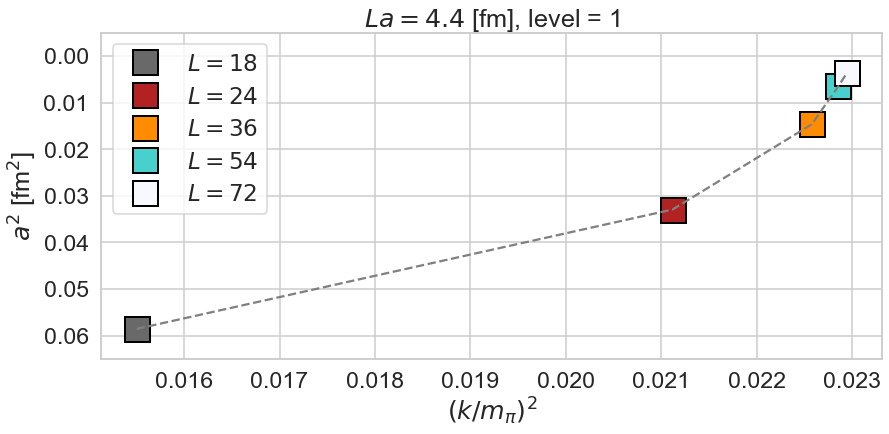 La = 4.4 [fm], level = 1
L = 18
L = 24
L = 36
L = 54
L = 72
0.00
0.01
0.02
0.03
0.04
0.05
0.06
a² [fm²]
0.016 0.017 0.018 0.019 0.020 0.021 0.022 0.023
(k/mπ)²